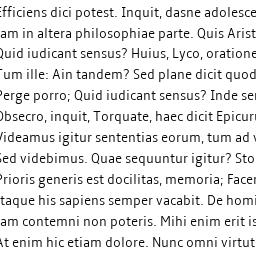 Efficiens dici potest. Inquit, dasne adolesce
am in altera philosophiae parte. Quis Arist
Quid iudicant sensus? Huius, Lyco, oratione
Tum ille: Ain tandem? Sed plane dicit quod
Perge porro; Quid iudicant sensus? Inde ser
Obsecro, inquit, Torquate, haec dicit Epicur
Videamus igitur sententias eorum, tum ad v
Sed videbimus. Quae sequuntur igitur? Sto
Prioris generis est docilitas, memoria; Facer
taque his sapiens semper vacabit. De homi
am contemni non poteris. Mihi enim erit is
At enim hic etiam dolore. Nunc omni virtut